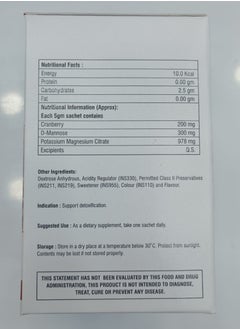 Nutritional Facts :
Energy 10.0 Kcal
Protein 0.00 gm
Carbohydrates 2.5 gm
Fat 0.00 gm
Nutritional Information (Approx):
Each 5gm sachet contains
Cranberry 200 mg
D-Mannose 300 mg
Potassium Magnesium Citrate 978 mg
Excipients Q.S.
Other Ingredients:
Dextrose Anhydrous, Acidity Regulator (INS330), Permitted Class II Preservatives
(INS211, INS219), Sweetener (INS955), Colour (INS110) and Flavour.
Indication : Support detoxification.
Suggested Use : As a dietary supplement, take one sachet daily.
Storage : Store in a dry place at a temperature below 30°C. Protect from sunlight.
Contents may be lost if not stored properly.
THIS STATEMENT HAS NOT BEEN EVALUATED BY THIS FOOD AND DRUG
ADMINISTRATION, THIS PRODUCT IS NOT INTENDED TO DIAGNOSE,
TREAT, CURE OR PREVENT ANY DISEASE.